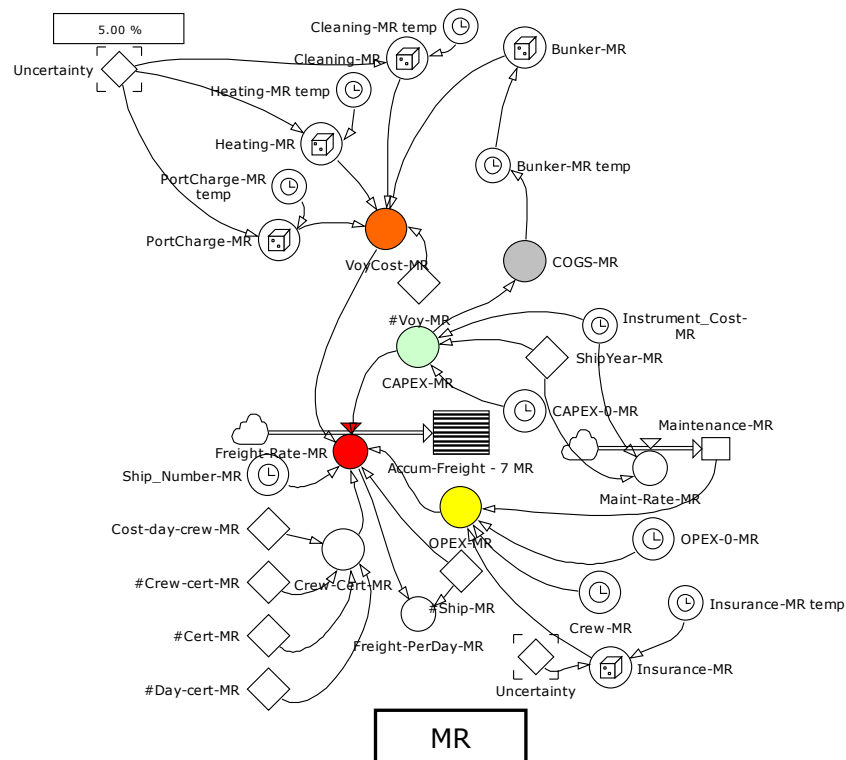 Cleaning-MR temp
5.00 %
Cleaning-MR
Bunker-MR
Uncertainty
Heating-MR temp
Heating-MR
Bunker-MR temp
PortCharge-MR
temp
PortCharge-MR
VoyCost-MR
COGS-MR
#Voy-MR
Instrument_Cost-
MR
ShipYear-MR
CAPEX-MR
CAPEX-0-MR
Maintenance-MR
Freight-Rate-MR
Accum-Freight - 7 MR
Ship_Number-MR
Maint-Rate-MR
Cost-day-crew-MR
OPEX-MR
OPEX-0-MR
#Crew-cert-MR
Crew-Cert-MR
#Ship-MR
Insurance-MR temp
Crew-MR
#Cert-MR
Freight-PerDay-MR
Insurance-MR
#Day-cert-MR
Uncertainty
MR